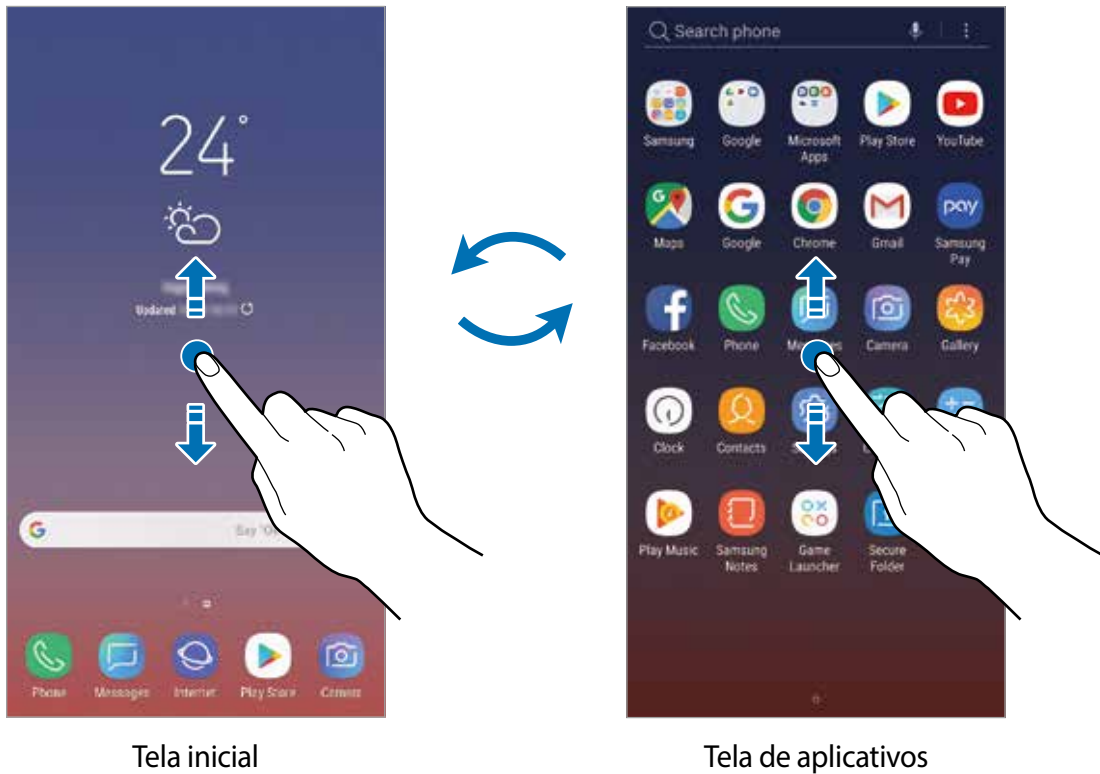 24°
Updated
G
Say "O
Phone Messages Internet Play Store Camera
Tela inicial
Search phone
Samsung Google Microsoft Play Store YouTube
Apps
G G pay
Maps Google Chrome Gmail Samsung
Pay
Facebook Phone Messages Camera Gallery
Clock Contacts
Play Music Samsung Game Secure
Notes Launcher Folder
Tela de aplicativos